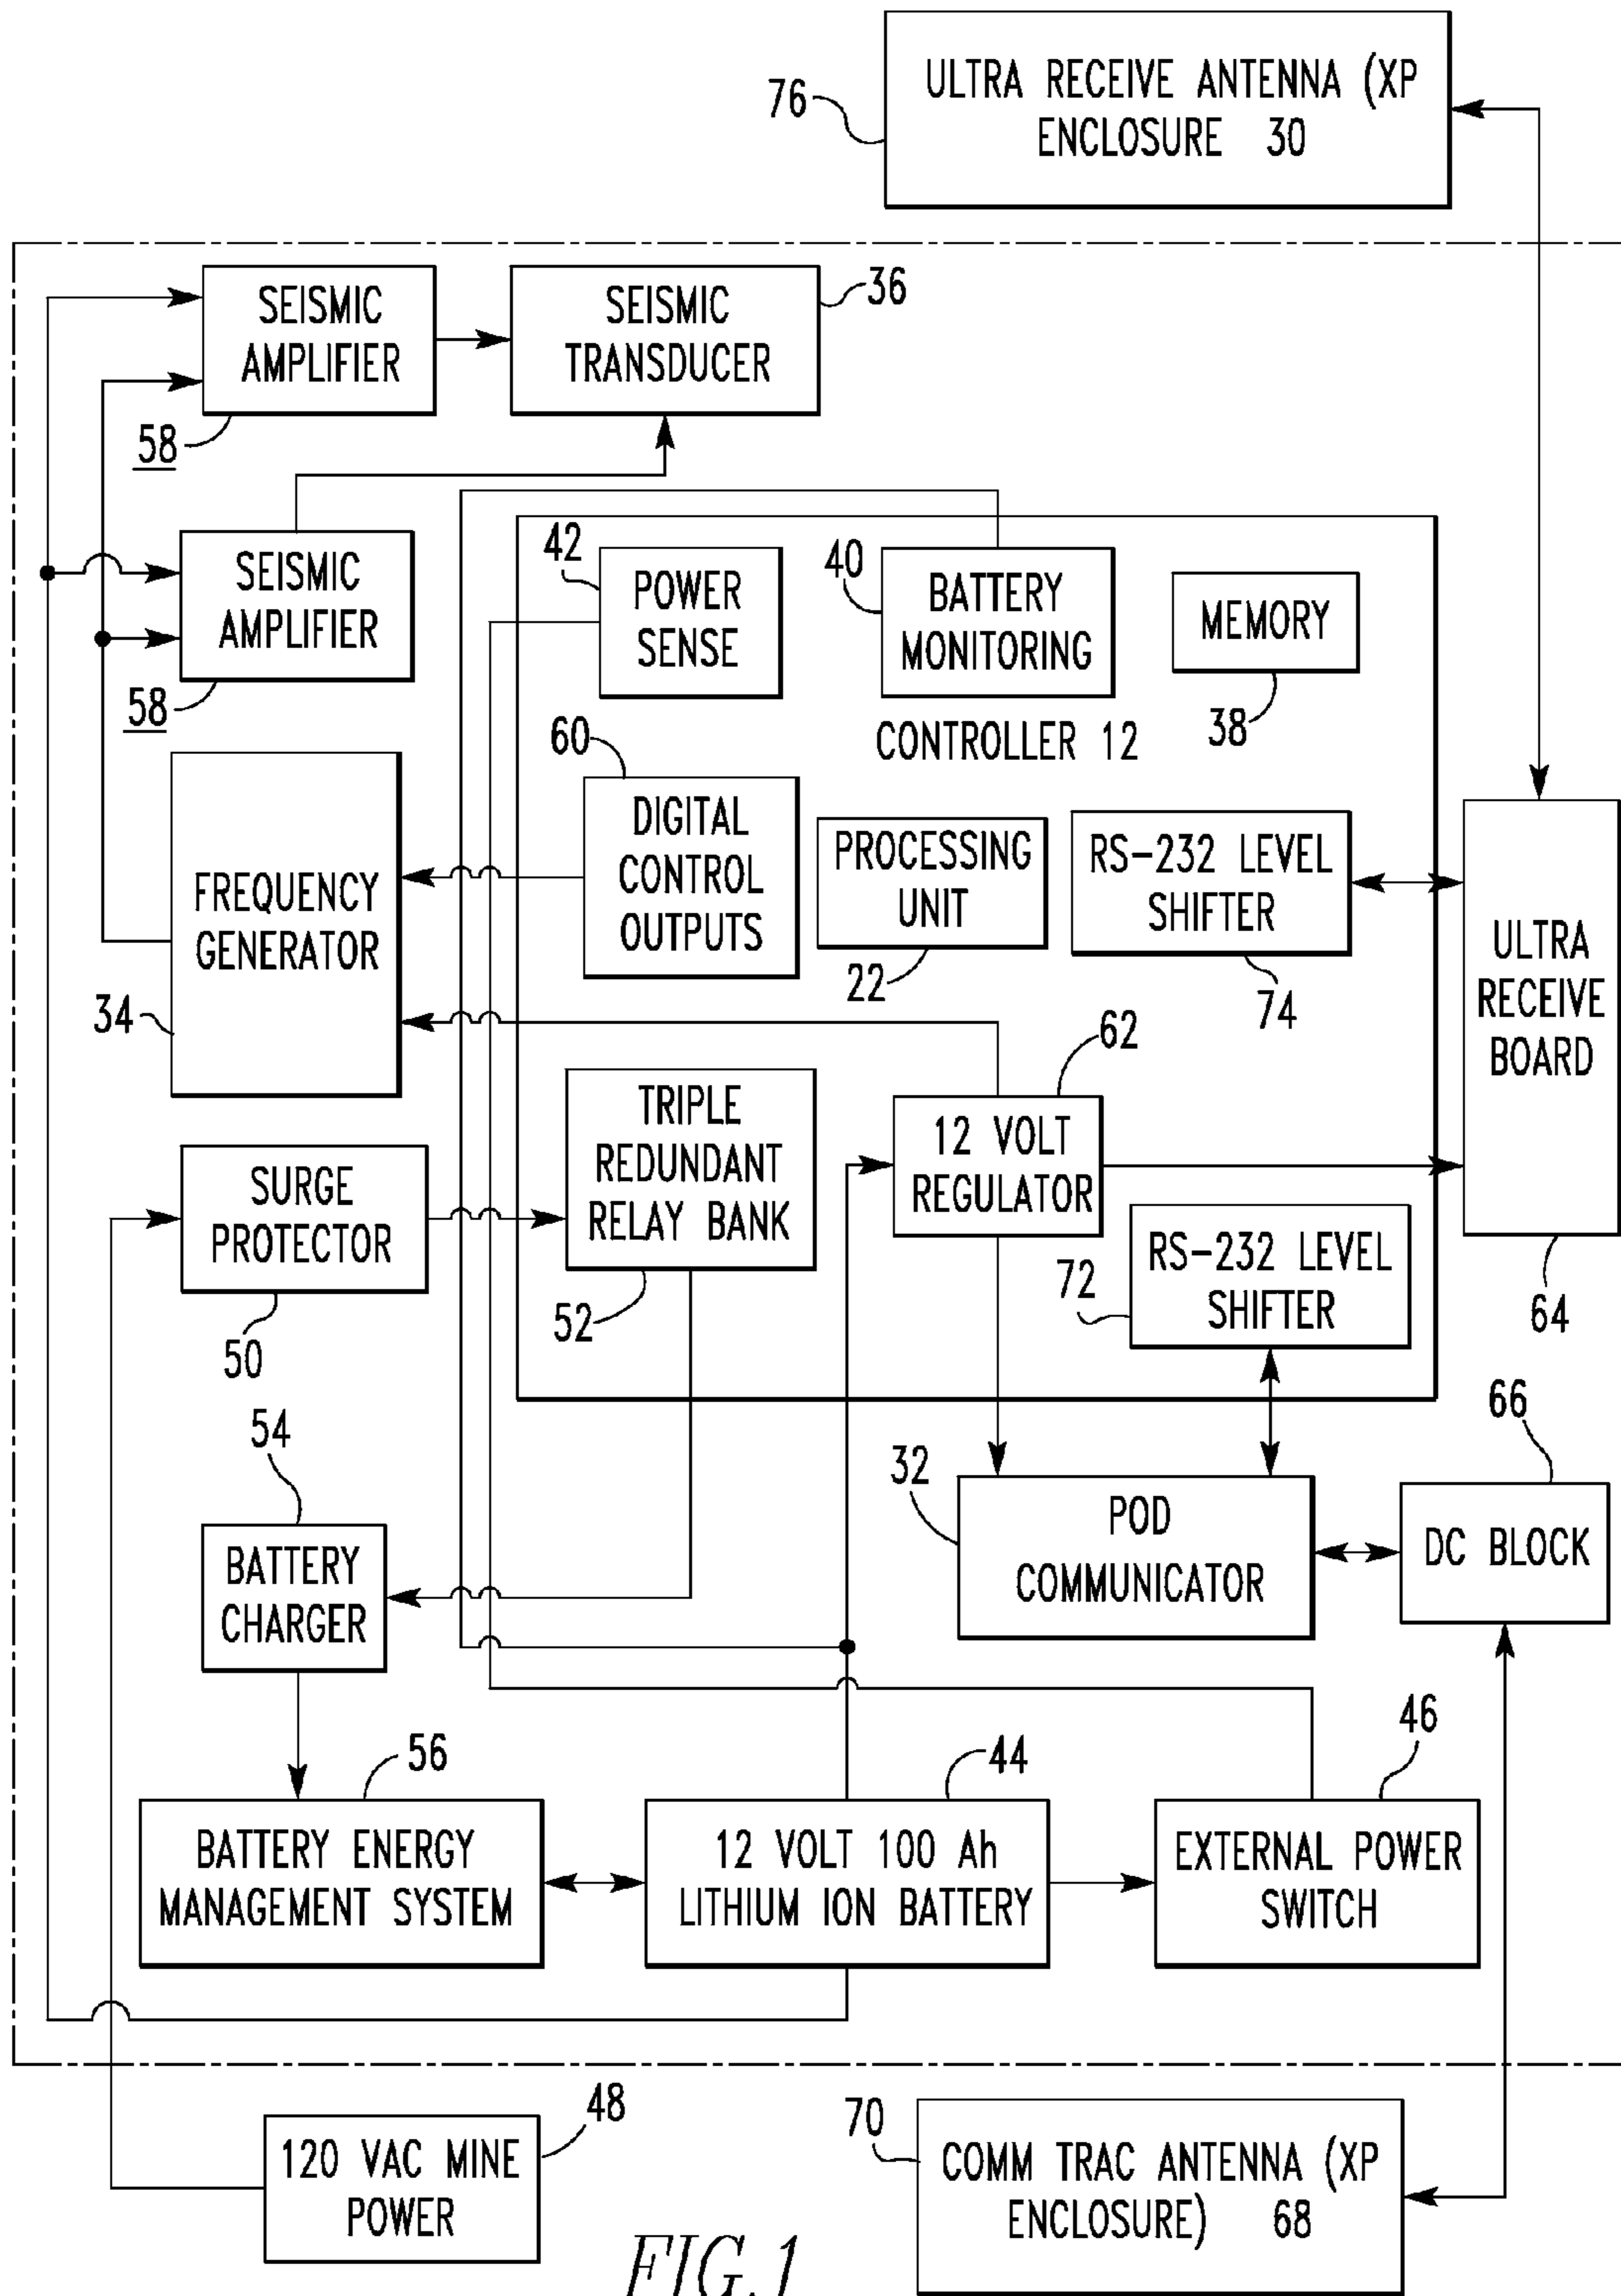 ULTRA RECEIVE ANTENNA (XP
ENCLOSURE 30
76
SEISMIC
AMPLIFIER
58
SEISMIC
TRANSDUCER
36
SEISMIC
AMPLIFIER
58
42
POWER
SENSE
40
BATTERY
MONITORING
MEMORY
38
CONTROLLER 12
60
DIGITAL
CONTROL
OUTPUTS
PROCESSING
UNIT
22
RS-232 LEVEL
SHIFTER
74
FREQUENCY
GENERATOR
34
ULTRA
RECEIVE
BOARD
64
62
12 VOLT
REGULATOR
TRIPLE
REDUNDANT
RELAY BANK
52
SURGE
PROTECTOR
50
72
RS-232 LEVEL
SHIFTER
54
BATTERY
CHARGER
32
POD
COMMUNICATOR
66
DC BLOCK
56
BATTERY ENERGY
MANAGEMENT SYSTEM
44
12 VOLT 100 Ah
LITHIUM ION BATTERY
46
EXTERNAL POWER
SWITCH
48
120 VAC MINE
POWER
70
COMM TRAC ANTENNA (XP
ENCLOSURE) 68
FIG.1